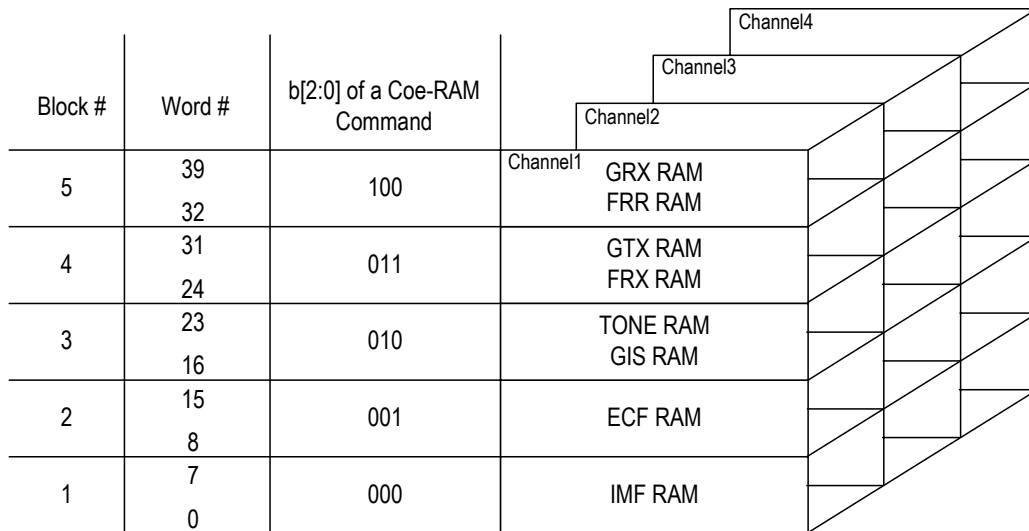 Channel4
Channel3
Channel2
Block #
Word #
b[2:0] of a Coe-RAM
Command
Channel1
5
39
32
100
GRX RAM
FRR RAM
4
31
24
011
GTX RAM
FRX RAM
3
23
16
010
TONE RAM
GIS RAM
2
15
8
001
ECF RAM
1
7
0
000
IMF RAM